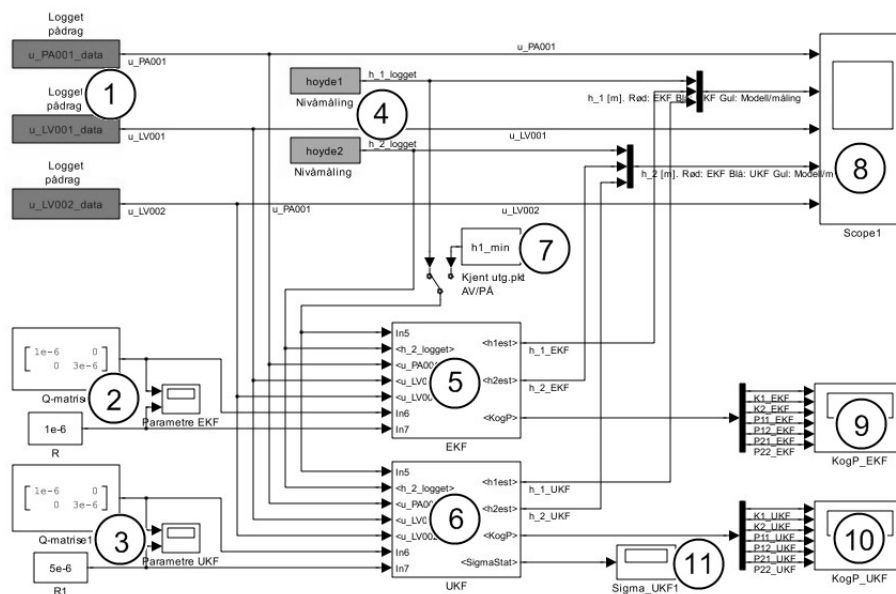 Logget
pådrag
u_PA001_data
u_PA001
1
Logget
pådrag
u_LV001_data
u_LV001
Logget
pådrag
u_LV002_data
u_LV002
hoyde1
h_1_logget
Nivåmåling
4
hoyde2
h_2_logget
Nivåmåling
u_PA001
u_LV001
u_LV002
u_PA001
h_1 [m]. Rød: EKF Blå: UKF Gul: Modell/måling
h_2 [m]. Rød: EKF Blå: UKF Gul: Modell/m
8
Scope1
h1_min
7
Kjent utg.pkt
AV/PÅ
1e-6 0
0 3e-6
Q-matrise
2
1e-6
R
Parametre EKF
In5
<h_2_logget>
<u_PA00
<u_LV0
<u_LV00
In6
In7
5
<h1est>
<h2est>
<KogP>
EKF
h_1_EKF
h_2_EKF
K1_EKF
K2_EKF
P11_EKF
P12_EKF
P21_EKF
P22_EKF
9
KogP_EKF
1e-6 0
0 3e-6
Q-matrise1
3
5e-6
R1
Parametre UKF
In5
<h_2_logget>
<u_PA00
<u_LV0
<u_LV002
In6
In7
6
<h1est>
<h2est>
<KogP>
<SigmaStat>
UKF
h_1_UKF
h_2_UKF
11
Sigma_UKF1
K1_UKF
K2_UKF
P11_UKF
P12_UKF
P21_UKF
P22_UKF
10
KogP_UKF